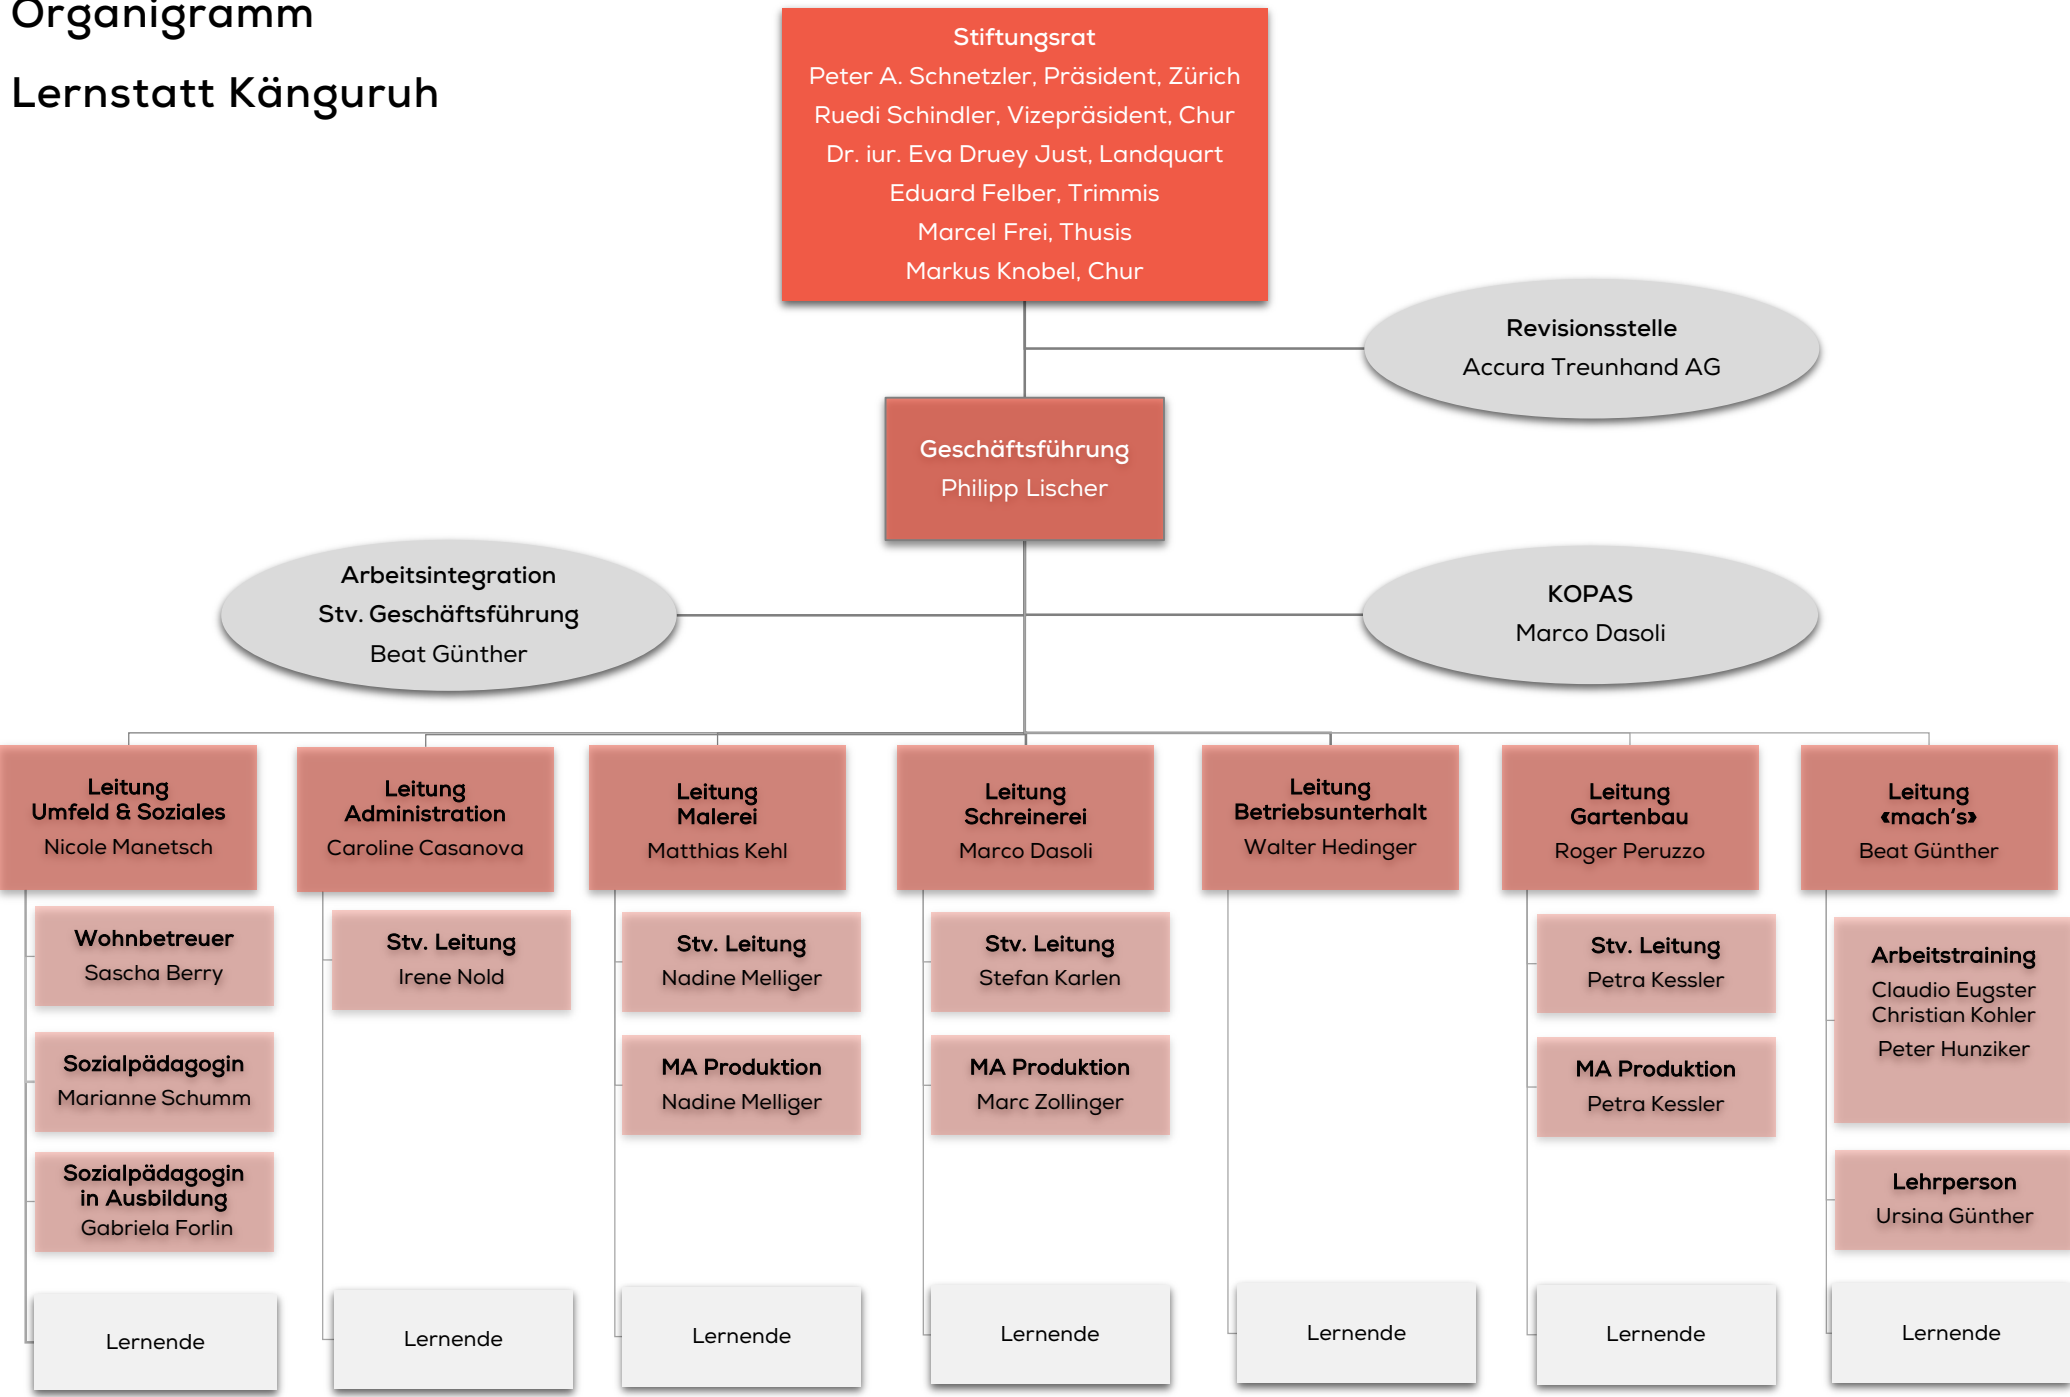 Organigramm
Lernstatt Känguruh
Stiftungsrat
Peter A. Schnetzler, Präsident, Zürich
Ruedi Schindler, Vizepräsident, Chur
Dr. iur. Eva Druey Just, Landquart
Eduard Felber, Trimmis
Marcel Frei, Thusis
Markus Knobel, Chur
Revisionsstelle
Accura Treunhand AG
Geschäftsführung
Philipp Lischer
Arbeitsintegration
Stv. Geschäftsführung
Beat Günther
KOPAS
Marco Dasoli
Leitung
Umfeld & Soziales
Nicole Manetsch
Wohnbetreuer
Sascha Berry
Sozialpädagogin
Marianne Schumm
Sozialpädagogin
in Ausbildung
Gabriela Forlin
Lernende
Leitung
Administration
Caroline Casanova
Stv. Leitung
Irene Nold
Lernende
Leitung
Malerei
Matthias Kehl
Stv. Leitung
Nadine Melliger
MA Produktion
Nadine Melliger
Lernende
Leitung
Schreinerei
Marco Dasoli
Stv. Leitung
Stefan Karlen
MA Produktion
Marc Zollinger
Lernende
Leitung
Betriebsunterhalt
Walter Hedinger
Lernende
Leitung
Gartenbau
Roger Peruzzo
Stv. Leitung
Petra Kessler
MA Produktion
Petra Kessler
Lernende
Leitung
«mach's»
Beat Günther
Arbeitstraining
Claudio Eugster
Christian Kohler
Peter Hunziker
Lehrperson
Ursina Günther
Lernende